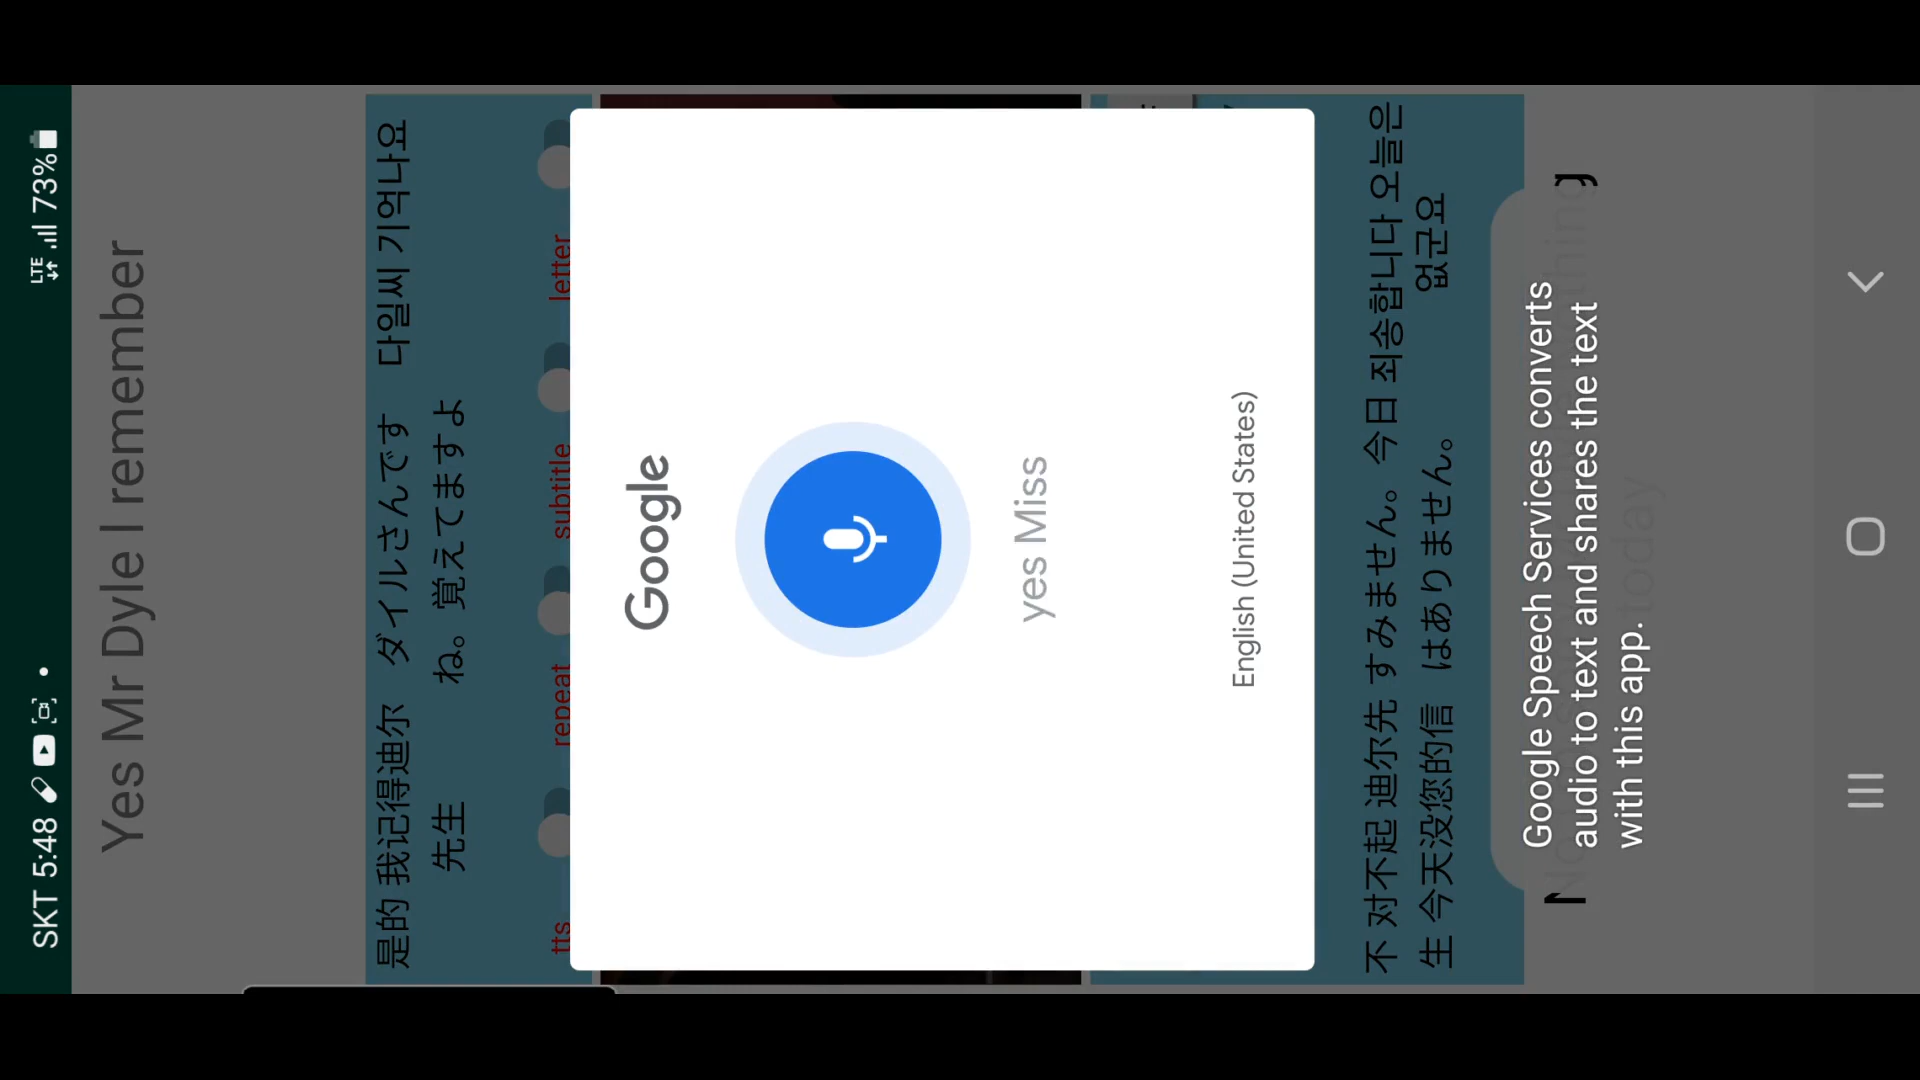 SKT 5:48
LTE
73%
Yes Mr Dyle I remember
是的 我记得迪尔
先生
ダイルさんです
ね。覚えてますよ
다일씨 기억나요
tts
repeat
subtitle
letter
Google
yes Miss
English (United States)
不 对不起 迪尔先
生 今天没您的信
すみません。今日
はありません。
죄송합니다 오늘은
없군요
Google Speech Services converts
audio to text and shares the text
with this app.
today